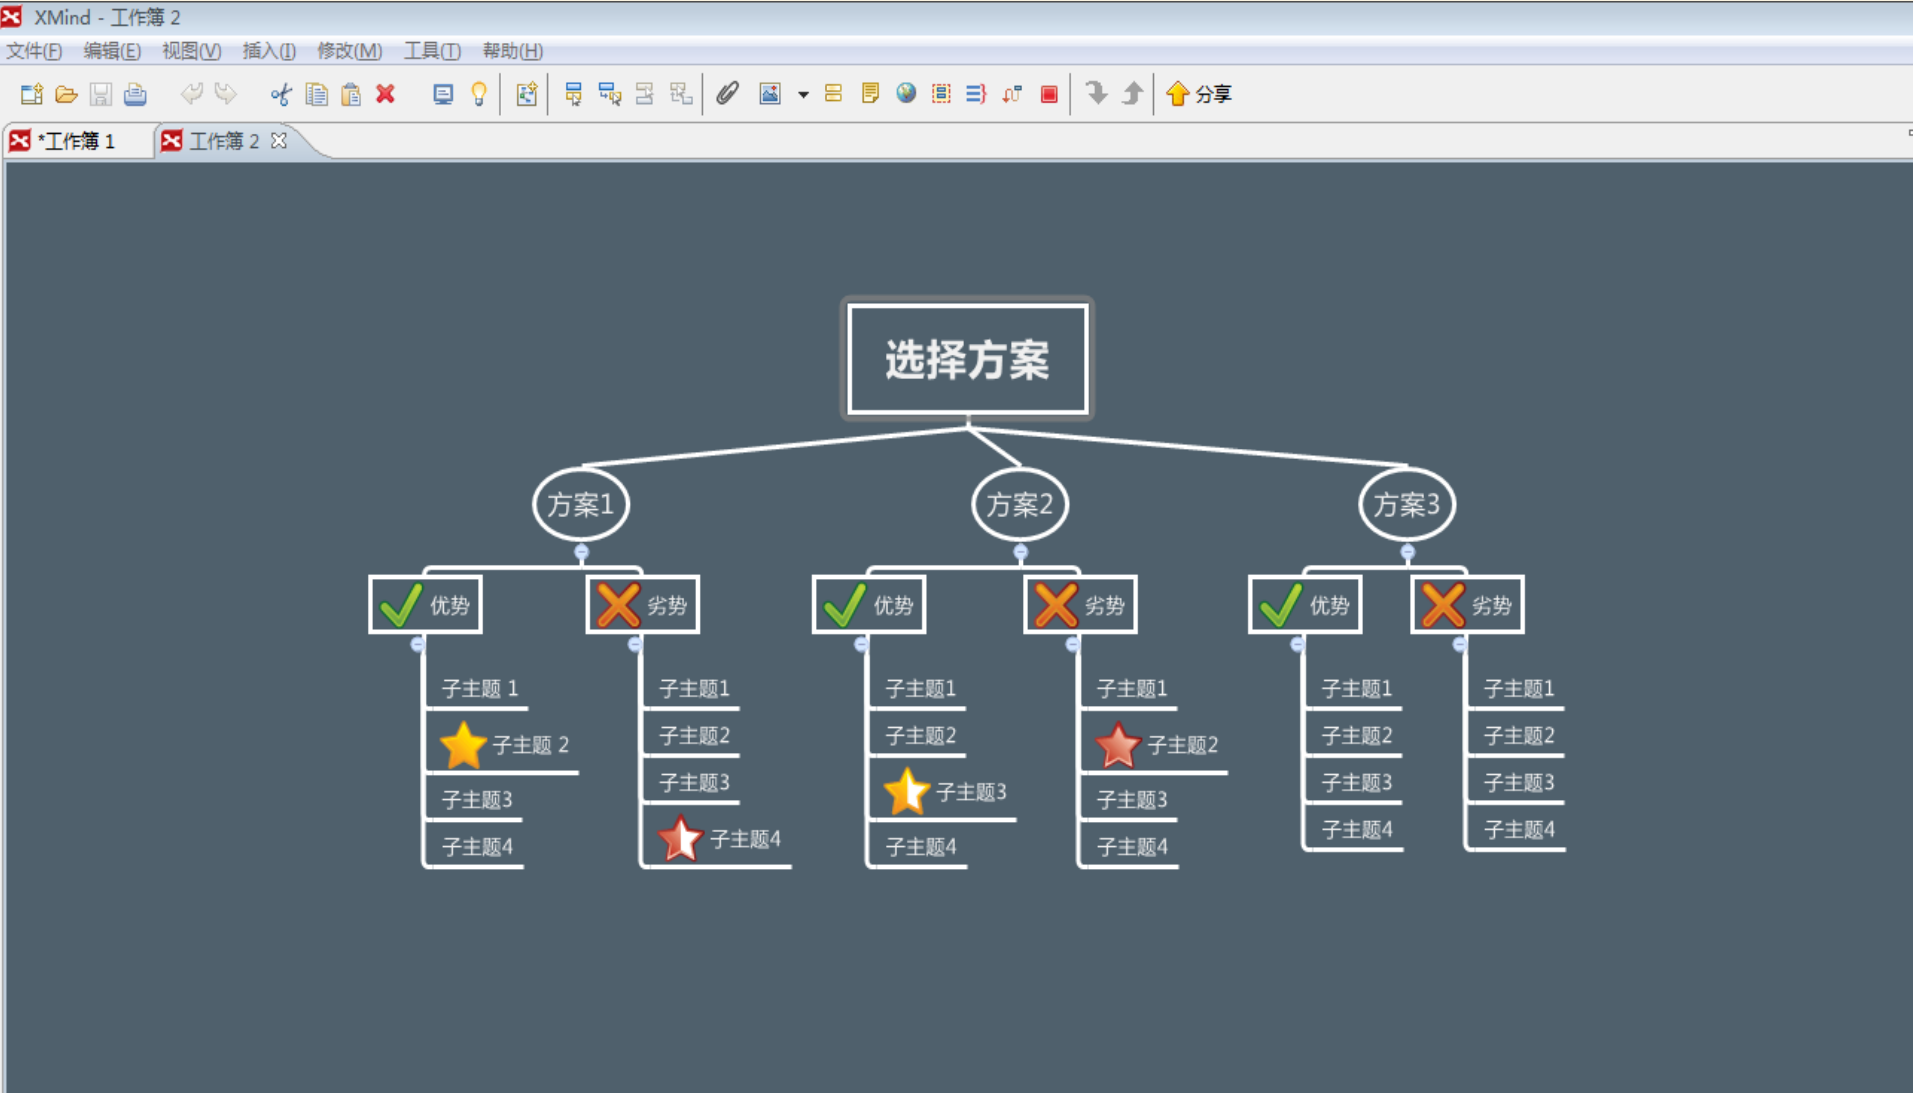 XMind - 工作簿 2
文件(F) 编辑(E) 视图(V) 插入(I) 修改(M) 工具(T) 帮助(H)
分享
*工作簿 1 工作簿 2
选择方案
方案1 方案2 方案3
优势 劣势 优势 劣势 优势 劣势
子主题 1
子主题 2
子主题3
子主题4
子主题1
子主题2
子主题3
子主题4
子主题1
子主题2
子主题3
子主题4
子主题1
子主题2
子主题3
子主题4
子主题1
子主题2
子主题3
子主题4
子主题1
子主题2
子主题3
子主题4